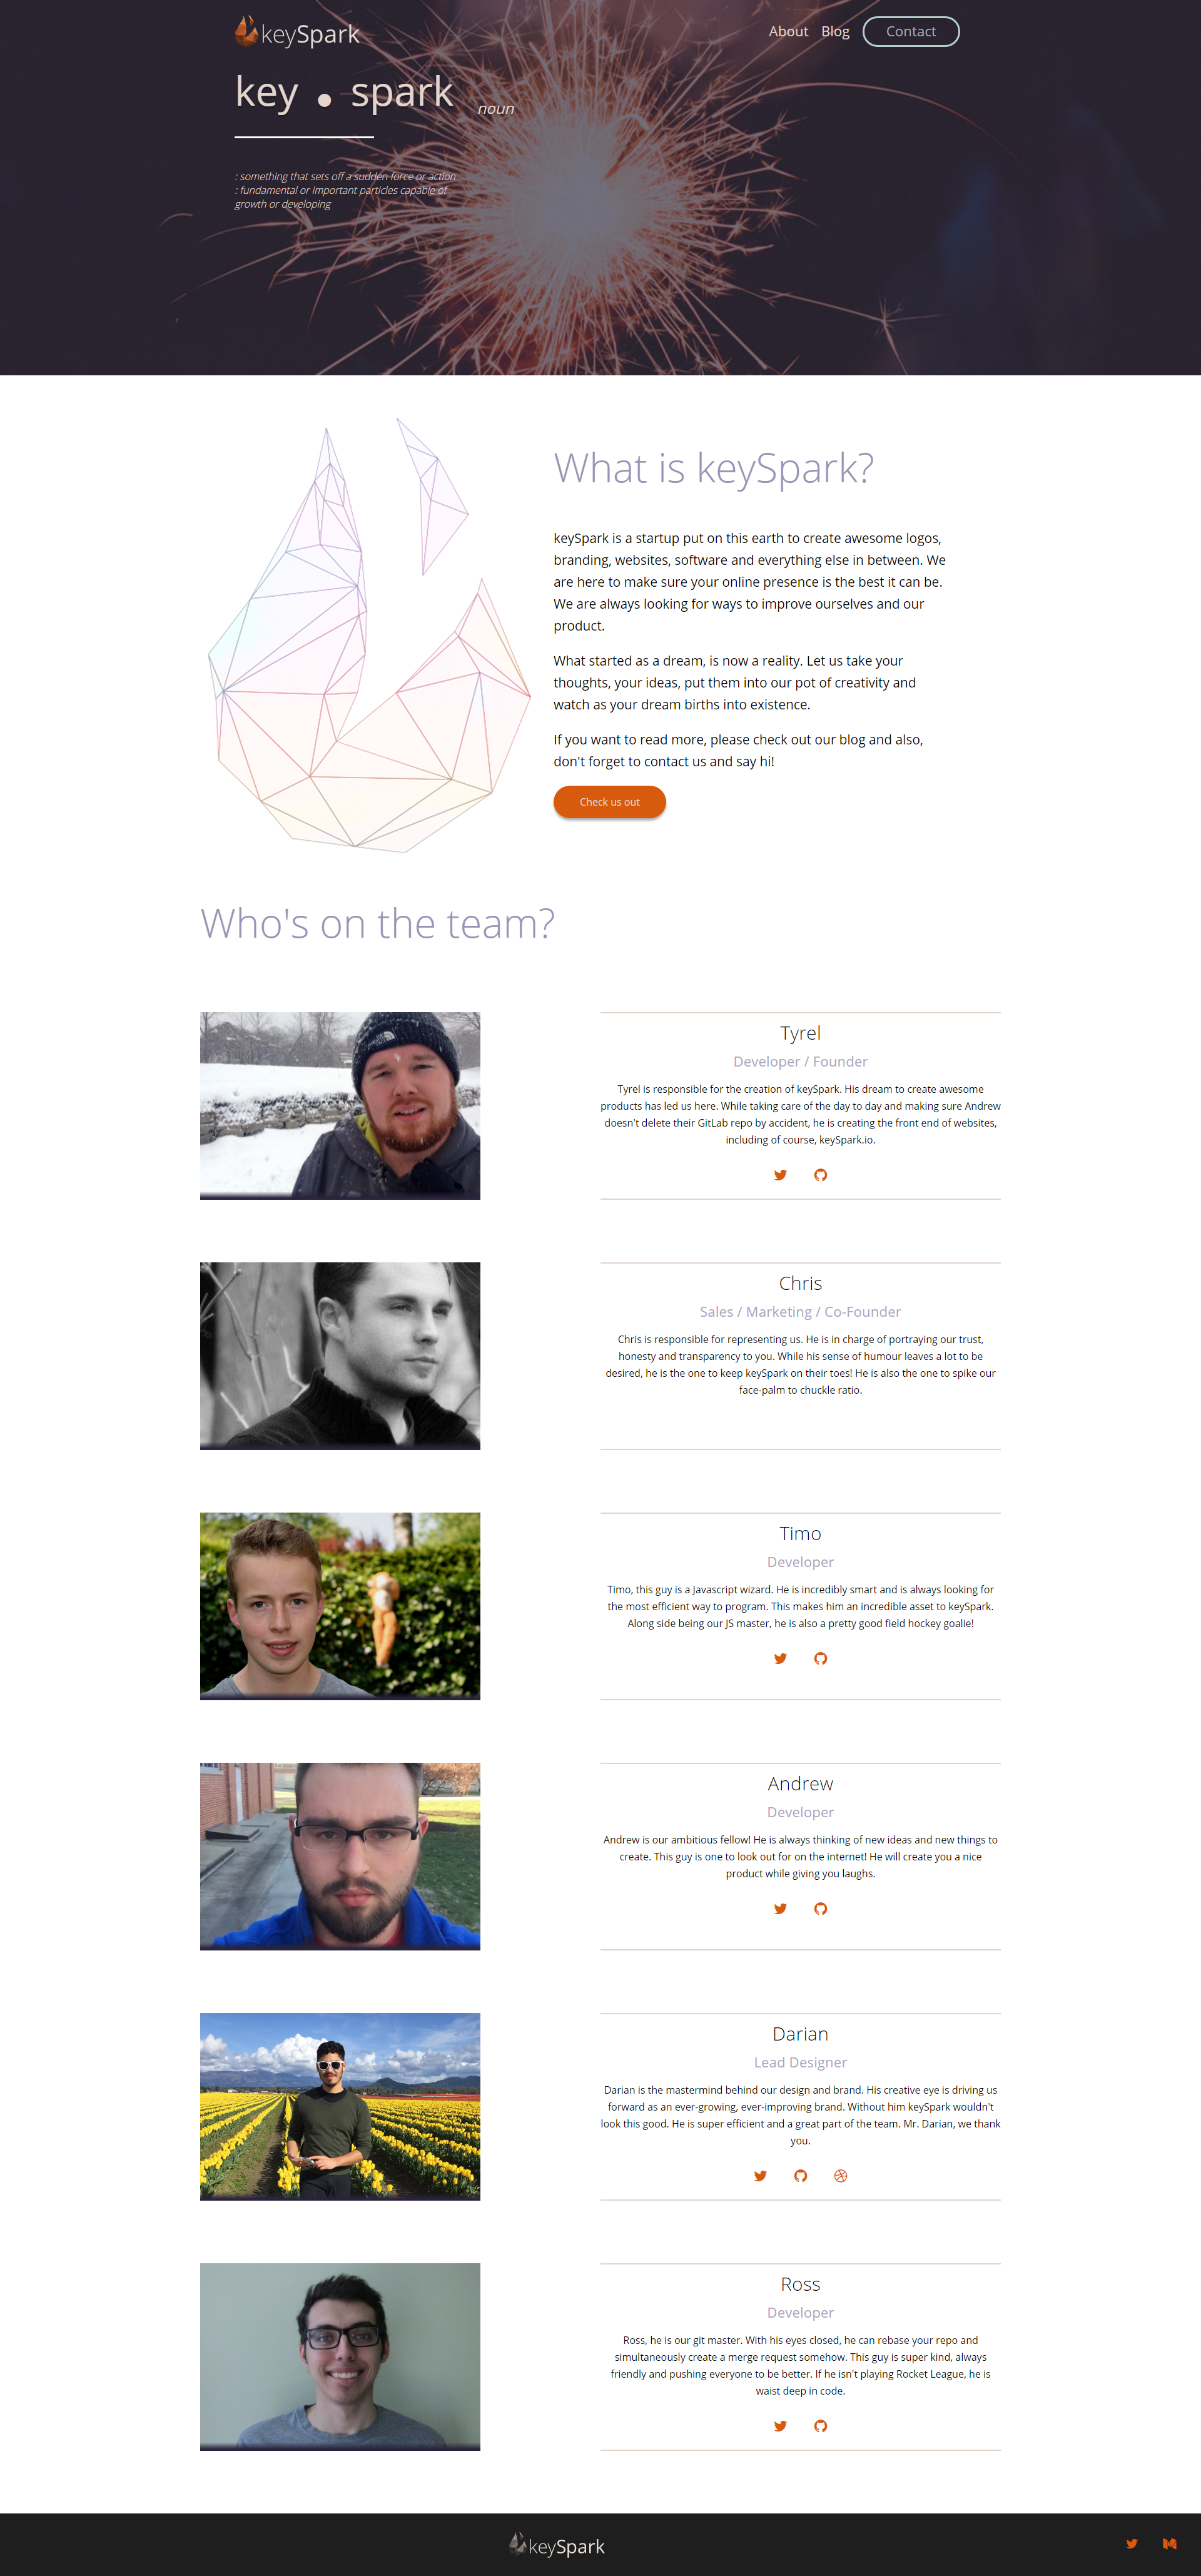 keySpark
About Blog Contact
key . spark noun
: something that sets off a sudden force or action
: fundamental or important particles capable of
growth or developing
What is keySpark?
keySpark is a startup put on this earth to create awesome logos,
branding, websites, software and everything else in between. We
are here to make sure your online presence is the best it can be.
We are always looking for ways to improve ourselves and our
product.
What started as a dream, is now a reality. Let us take your
thoughts, your ideas, put them into our pot of creativity and
watch as your dream births into existence.
If you want to read more, please check out our blog and also,
don't forget to contact us and say hi!
Check us out
Who's on the team?
Tyrel
Developer / Founder
Tyrel is responsible for the creation of keySpark. His dream to create awesome
products has led us here. While taking care of the day to day and making sure Andrew
doesn't delete their GitLab repo by accident, he is creating the front end of websites,
including of course, keySpark.io.
Chris
Sales / Marketing / Co-Founder
Chris is responsible for representing us. He is in charge of portraying our trust,
honesty and transparency to you. While his sense of humour leaves a lot to be
desired, he is the one to keep keySpark on their toes! He is also the one to spike our
face-palm to chuckle ratio.
Timo
Developer
Timo, this guy is a Javascript wizard. He is incredibly smart and is always looking for
the most efficient way to program. This makes him an incredible asset to keySpark.
Along side being our JS master, he is also a pretty good field hockey goalie!
Andrew
Developer
Andrew is our ambitious fellow! He is always thinking of new ideas and new things to
create. This guy is one to look out for on the internet! He will create you a nice
product while giving you laughs.
Darian
Lead Designer
Darian is the mastermind behind our design and brand. His creative eye is driving us
forward as an ever-growing, ever-improving brand. Without him keySpark wouldn't
look this good. He is super efficient and a great part of the team. Mr. Darian, we thank
you.
Ross
Developer
Ross, he is our git master. With his eyes closed, he can rebase your repo and
simultaneously create a merge request somehow. This guy is super kind, always
friendly and pushing everyone to be better. If he isn't playing Rocket League, he is
waist deep in code.
keySpark